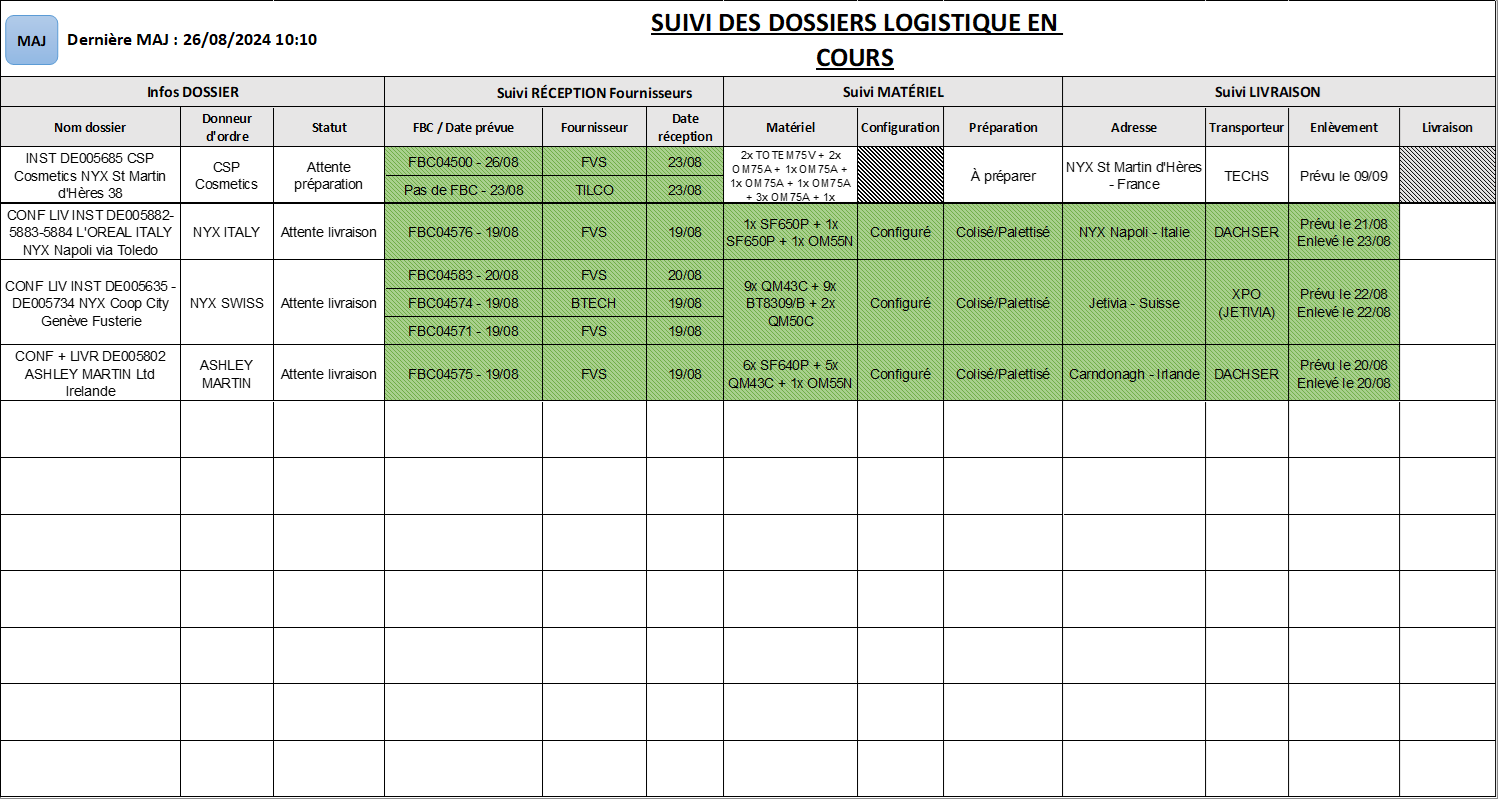 MAJ
Dernière MAJ : 26/08/2024 10:10
SUIVI DES DOSSIERS LOGISTIQUE EN
COURS
Infos DOSSIER
Suivi RÉCEPTION Fournisseurs
Suivi MATÉRIEL
Suivi LIVRAISON
Nom dossier
Donneur
d'ordre
Statut
FBC / Date prévue
Fournisseur
Date
réception
Matériel
Configuration
Préparation
Adresse
Transporteur
Enlèvement
Livraison
INST DE005685 CSP
Cosmetics NYX St Martin
d'Hères 38
CSP
Cosmetics
Attente
préparation
FBC04500 - 26/08
FVS
23/08
Pas de FBC - 23/08
TILCO
23/08
2x TOTEM75V + 2x
OM75A + 1x OM75A +
1x OM75A + 1x OM75A
+ 3x OM75A + 1x
À préparer
NYX St Martin d'Hères
- France
TECHS
Prévu le 09/09
CONF LIV INST DE005882-
5883-5884 L'OREAL ITALY
NYX Napoli via Toledo
NYX ITALY
Attente livraison
FBC04576 - 19/08
FVS
19/08
1x SF650P + 1x
SF650P + 1x OM55N
Configuré
Colisé/Palettisé
NYX Napoli - Italie
DACHSER
Prévu le 21/08
Enlevé le 23/08
CONF LIV INST DE005635 -
DE005734 NYX Coop City
Genève Fusterie
NYX SWISS
Attente livraison
FBC04583 - 20/08
FVS
20/08
FBC04574 - 19/08
BTECH
19/08
FBC04571 - 19/08
FVS
19/08
9x QM43C + 9x
BT8309/B + 2x
QM50C
Configuré
Colisé/Palettisé
Jetivia - Suisse
XPO
(JETIVIA)
Prévu le 22/08
Enlevé le 22/08
CONF + LIVR DE005802
ASHLEY MARTIN Ltd
Irelande
ASHLEY
MARTIN
Attente livraison
FBC04575 - 19/08
FVS
19/08
6x SF640P + 5x
QM43C + 1x OM55N
Configuré
Colisé/Palettisé
Carndonagh - Irlande
DACHSER
Prévu le 20/08
Enlevé le 20/08